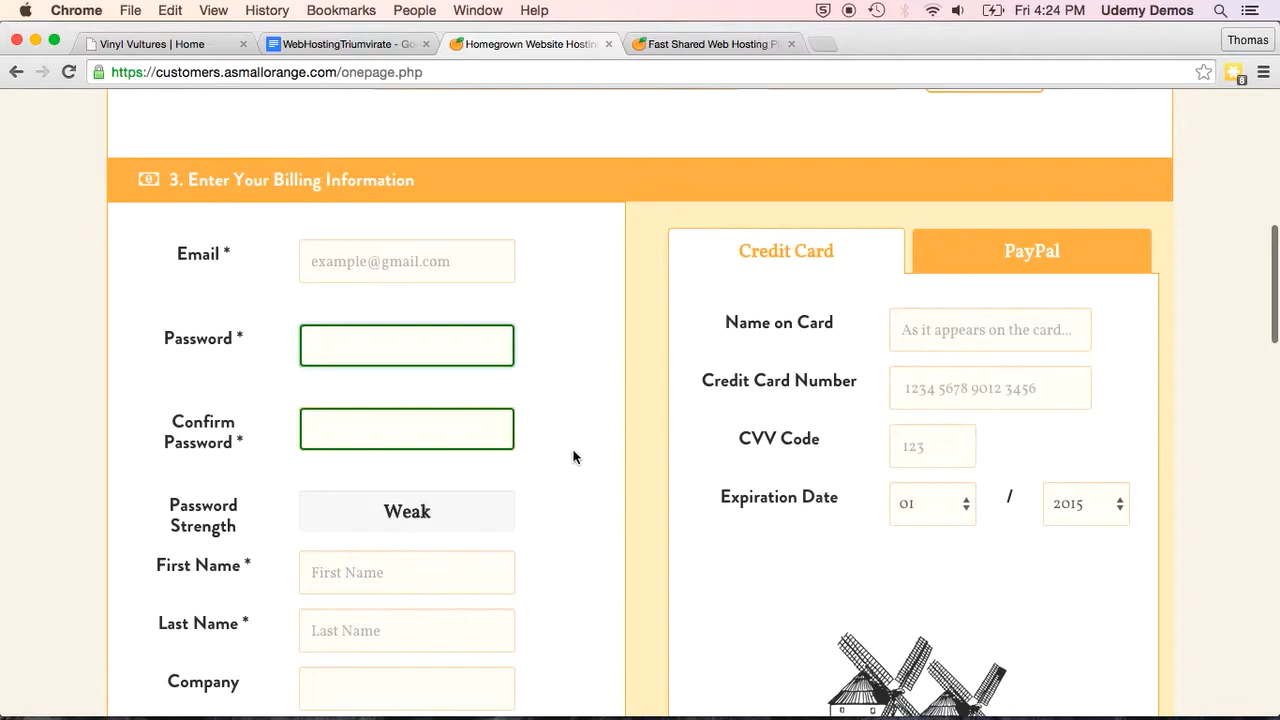 Chrome File Edit View History Bookmarks People Window Help Fri 4:24 PM Udemy Demos
Vinyl Vultures | Home
WebHostingTriumvirate - Go
Homegrown Website Hostin
Fast Shared Web Hosting P
Thomas
https://customers.asmallorange.com/onepage.php
8
3. Enter Your Billing Information
Email *
example@gmail.com
Password *
Confirm
Password *
Password
Strength
Weak
First Name *
First Name
Last Name *
Last Name
Company
Credit Card
PayPal
Name on Card
As it appears on the card...
Credit Card Number
1234 5678 9012 3456
CVV Code
123
Expiration Date
01
/
2015